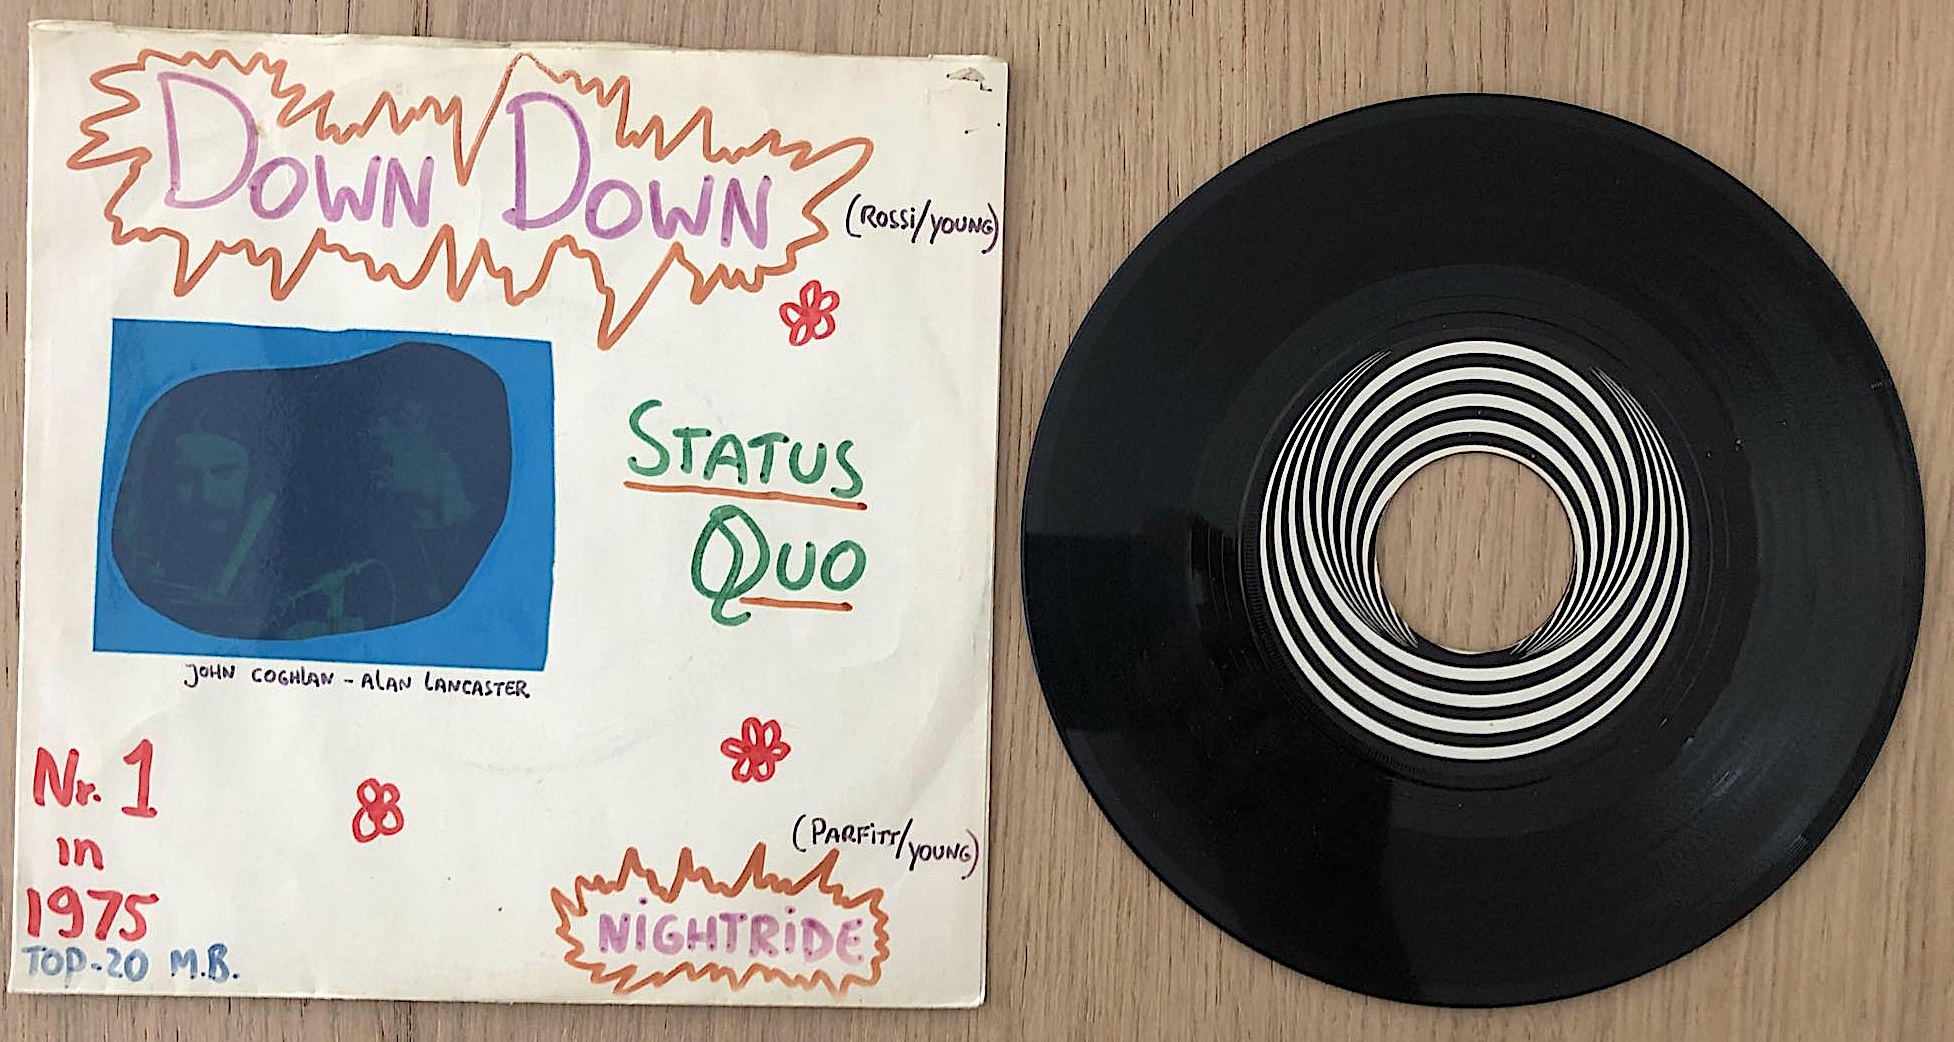 DOWN DOWN
(ROSSI/YOUNG)
STATUS
QUO
JOHN COGHLAN - ALAN LANCASTER
Nr. 1
in
1975
TOP-20 M.B.
(PARFITT/YOUNG)
NIGHTRIDE